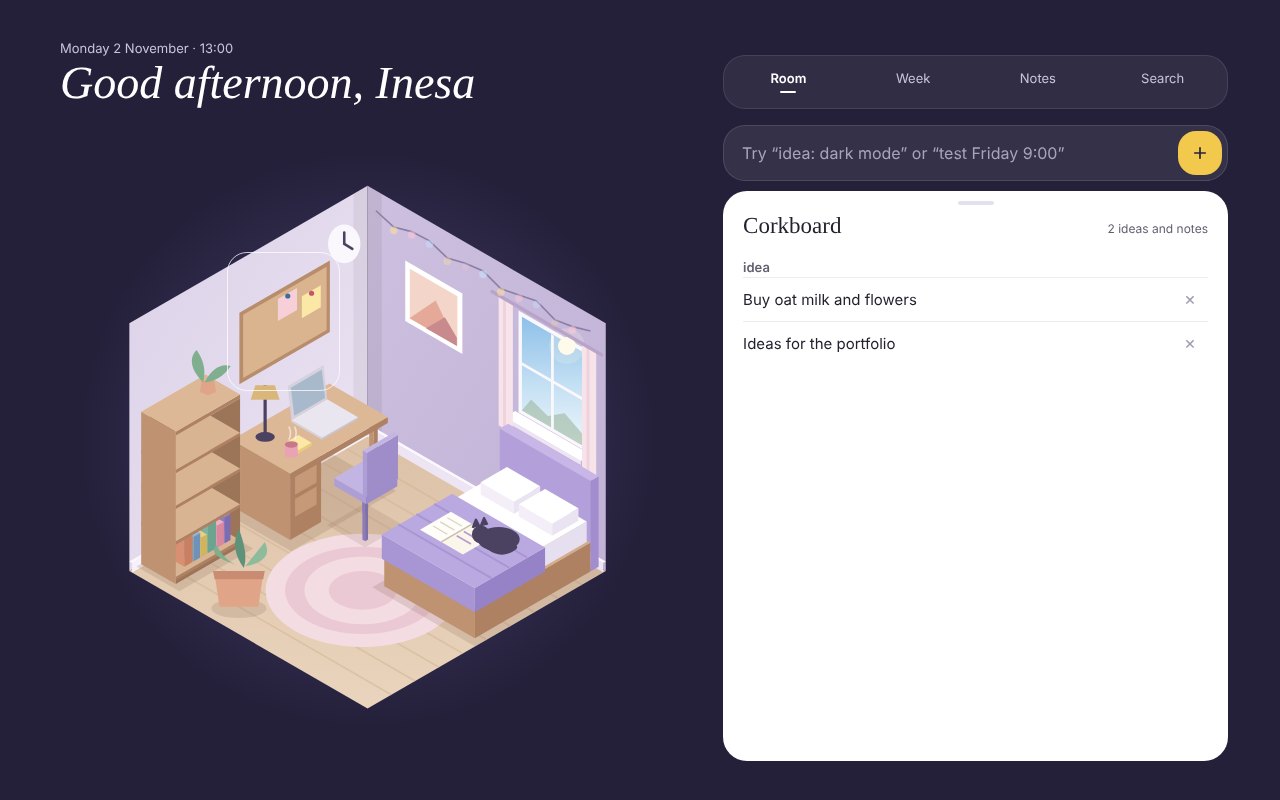 Monday 2 November · 13:00
Good afternoon, Inesa
Room
Week
Notes
Search
Try “idea: dark mode” or “test Friday 9:00”
+
Corkboard
2 ideas and notes
idea
Buy oat milk and flowers
×
Ideas for the portfolio
×